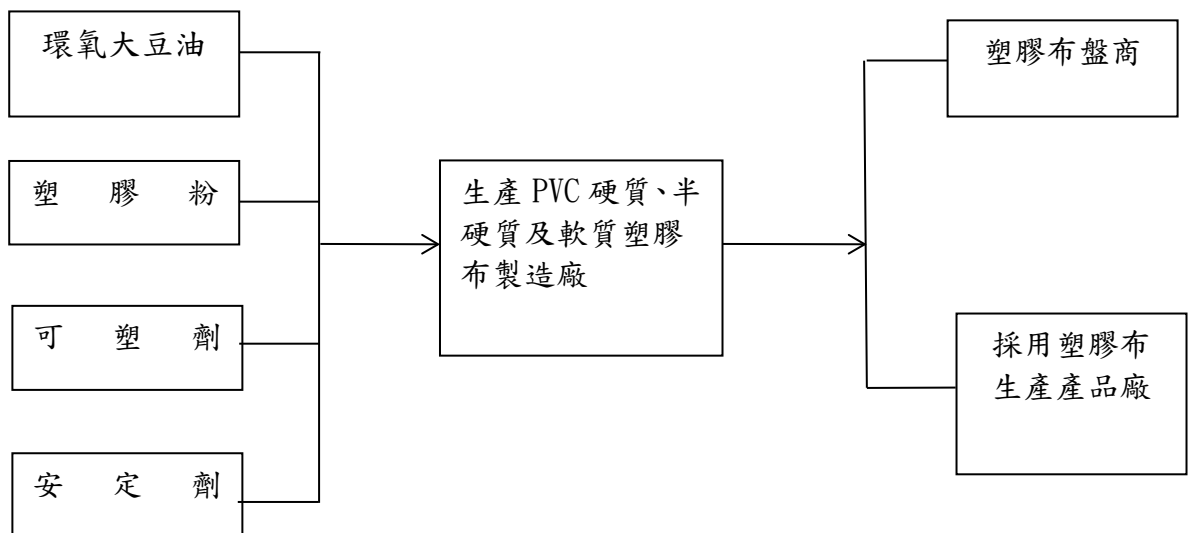 環氧大豆油
塑膠粉
可塑劑
安定劑
生產 PVC 硬質、半
硬質及軟質塑膠
布製造廠
塑膠布盤商
採用塑膠布
生產產品廠